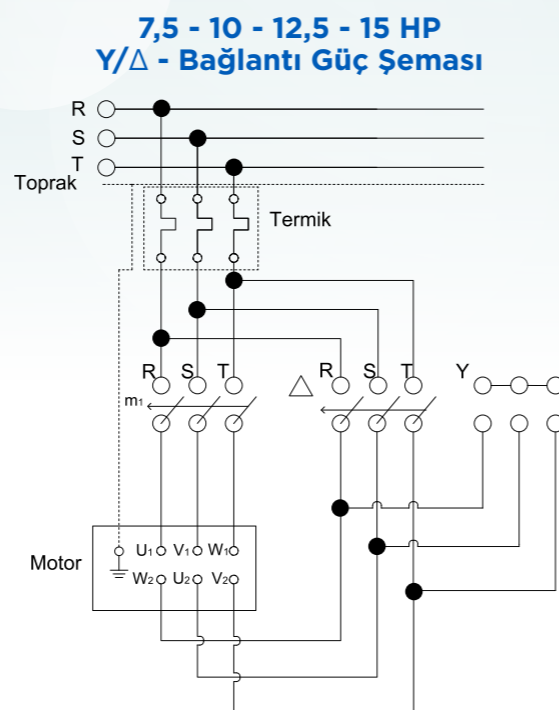 7,5 - 10 - 12,5 - 15 HP
Y/Δ - Bağlantı Güç Şeması
R
S
T
Toprak
Termik
R S T
R S T Y
m1
Motor
U1 V1 W1
W2 U2 V2